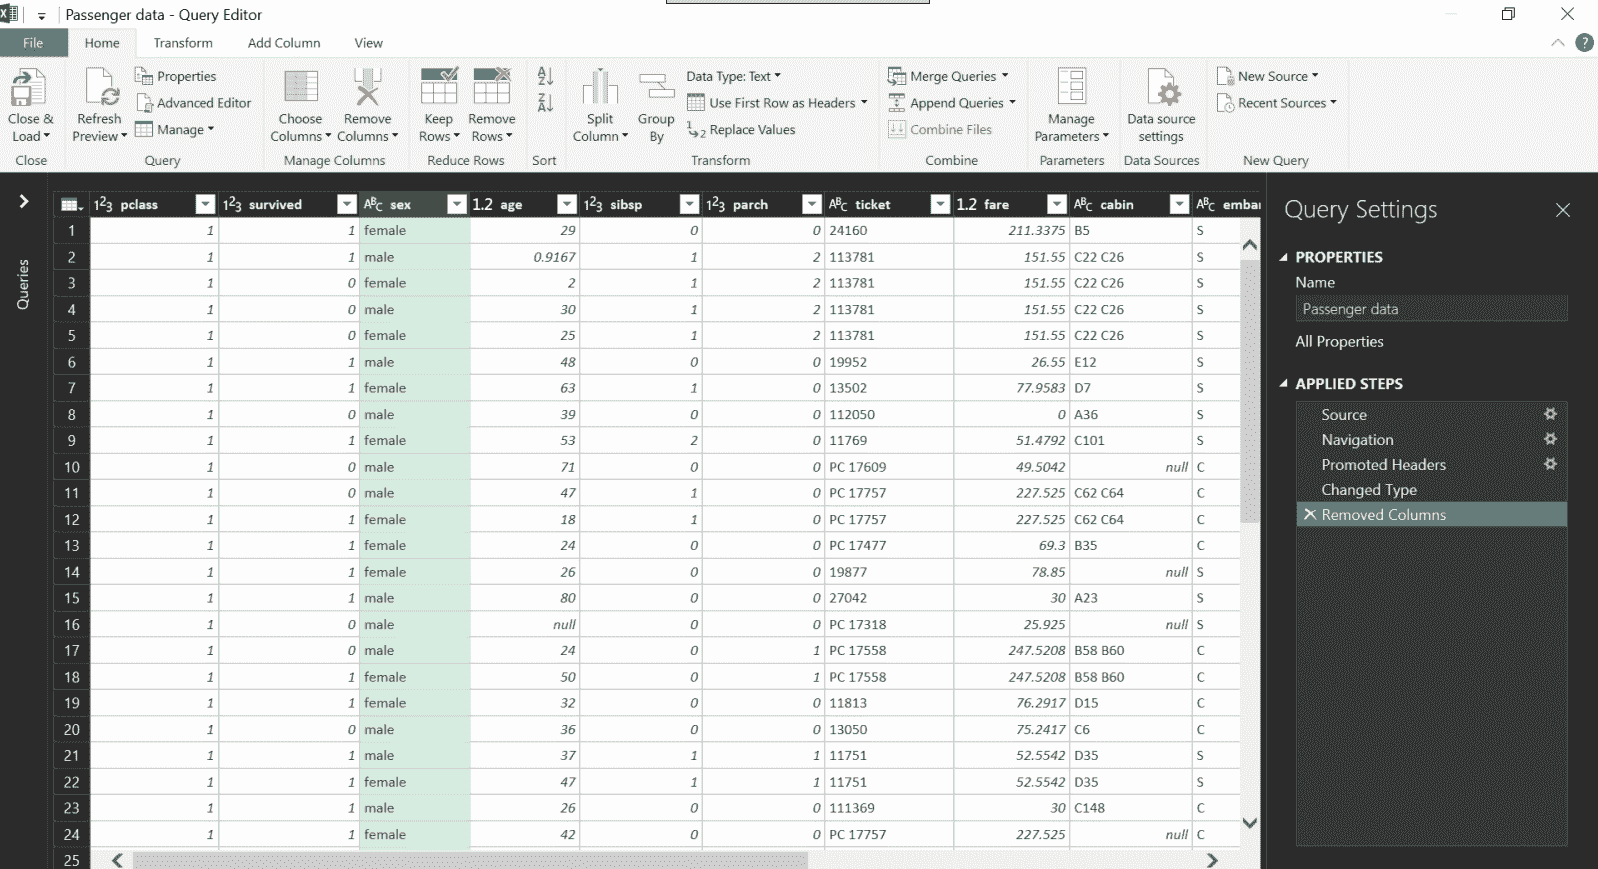 Passenger data - Query Editor
File Home Transform Add Column View
Close & Load
Refresh Preview
Properties
Advanced Editor
Manage
Choose Columns
Remove Columns
Keep Rows
Remove Rows
Split Column
Group By
Data Type: Text
Use First Row as Headers
Replace Values
Merge Queries
Append Queries
Combine Files
Manage Parameters
Data source settings
New Source
Recent Sources
Close Query Manage Columns Reduce Rows Sort Transform Combine Parameters Data Sources New Query
Queries
123 pclass 123 survived ABC sex 1.2 age 123 sibsp 123 parch ABC ticket 1.2 fare ABC cabin ABC embar
1 1 1 female 29 0 0 24160 211.3375 B5 S
2 1 1 male 0.9167 1 2 113781 151.55 C22 C26 S
3 1 0 female 2 1 2 113781 151.55 C22 C26 S
4 1 0 male 30 1 2 113781 151.55 C22 C26 S
5 1 0 female 25 1 2 113781 151.55 C22 C26 S
6 1 1 male 48 0 0 19952 26.55 E12 S
7 1 1 female 63 1 0 13502 77.9583 D7 S
8 1 0 male 39 0 0 112050 0 A36 S
9 1 1 female 53 2 0 11769 51.4792 C101 S
10 1 0 male 71 0 0 PC 17609 49.5042 null C
11 1 0 male 47 1 0 PC 17757 227.525 C62 C64 C
12 1 1 female 18 1 0 PC 17757 227.525 C62 C64 C
13 1 1 female 24 0 0 PC 17477 69.3 B35 C
14 1 1 female 26 0 0 19877 78.85 null S
15 1 1 male 80 0 0 27042 30 A23 S
16 1 0 male null 0 0 PC 17318 25.925 null S
17 1 0 male 24 0 1 PC 17558 247.5208 B58 B60 C
18 1 1 female 50 0 1 PC 17558 247.5208 B58 B60 C
19 1 1 female 32 0 0 11813 76.2917 D15 C
20 1 0 male 36 0 0 13050 75.2417 C6 C
21 1 1 male 37 1 1 11751 52.5542 D35 S
22 1 1 female 47 1 1 11751 52.5542 D35 S
23 1 1 male 26 0 0 111369 30 C148 C
24 1 1 female 42 0 0 PC 17757 227.525 null C
25
Query Settings
PROPERTIES
Name
Passenger data
All Properties
APPLIED STEPS
Source
Navigation
Promoted Headers
Changed Type
Removed Columns